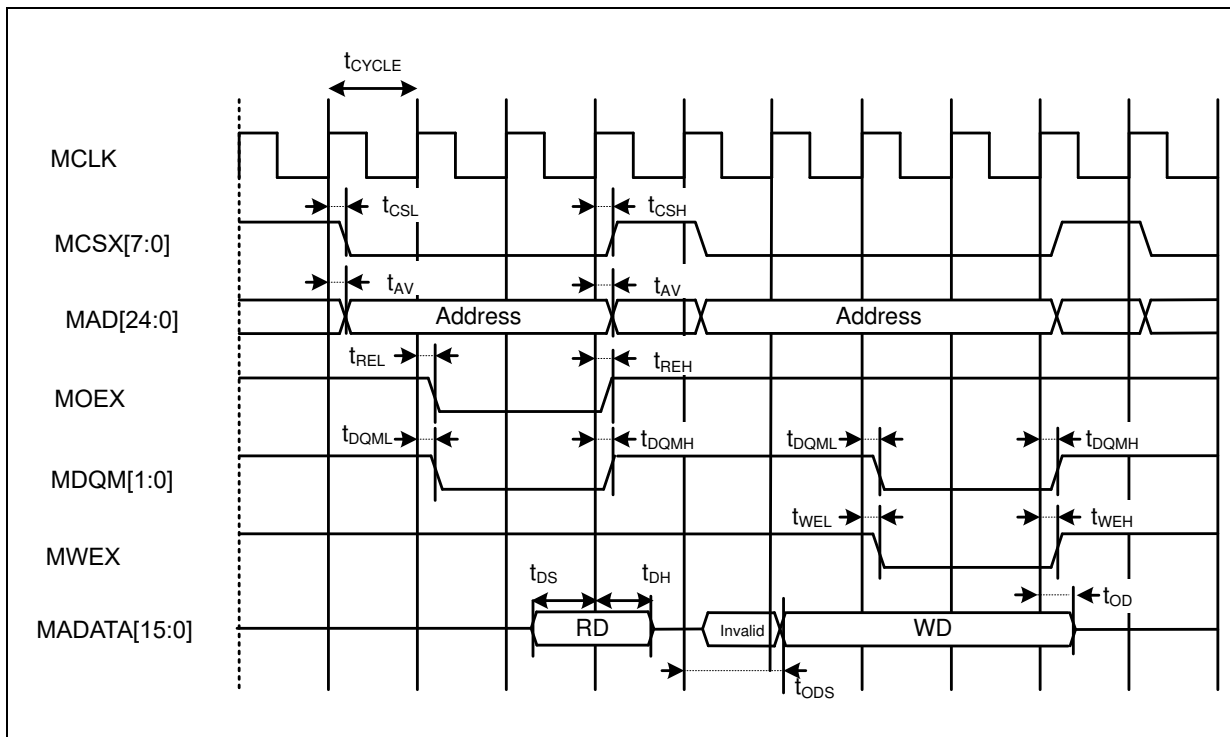 tCYCLE
MCLK
tCSL tCSH
MCSX[7:0]
tAV tAV
MAD[24:0] Address Address
tREL tREH
MOEX
tDQML tDQMH tDQML tDQMH
MDQM[1:0]
tWEL tWEH
MWEX
tDS tDH tOD
MADATA[15:0] RD Invalid WD
tODS